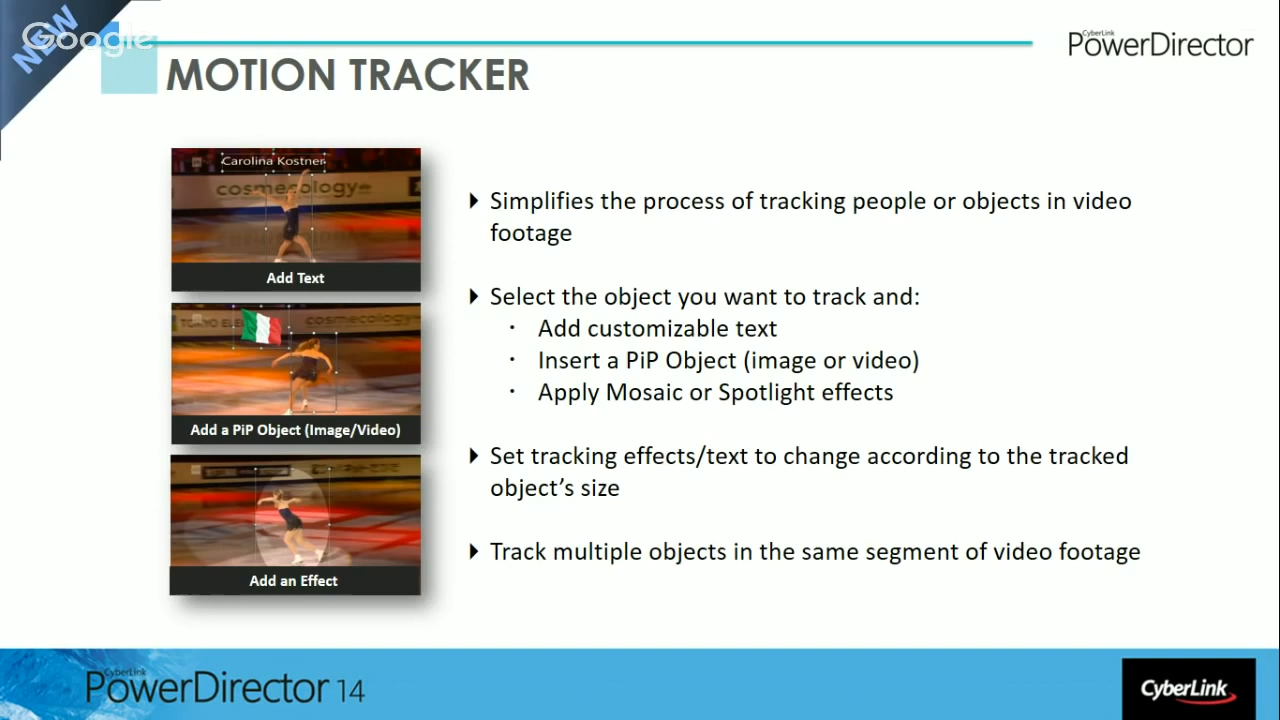 NEW
Google
CyberLink
PowerDirector
MOTION TRACKER
Carolina Kostner
cosmecology
Add Text
TOKYO ELE
cosmecology
Add a PiP Object (Image/Video)
Add an Effect
Simplifies the process of tracking people or objects in video
footage
Select the object you want to track and:
· Add customizable text
· Insert a PiP Object (image or video)
· Apply Mosaic or Spotlight effects
Set tracking effects/text to change according to the tracked
object's size
Track multiple objects in the same segment of video footage
CyberLink
PowerDirector 14
CyberLink